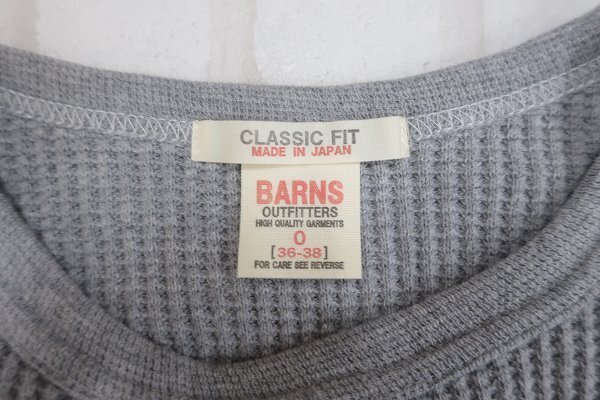 CLASSIC FIT
MADE IN JAPAN
BARNS
OUTFITTERS
HIGH QUALITY GARMENTS
0
[36-38]
FOR CARE SEE REVERSE